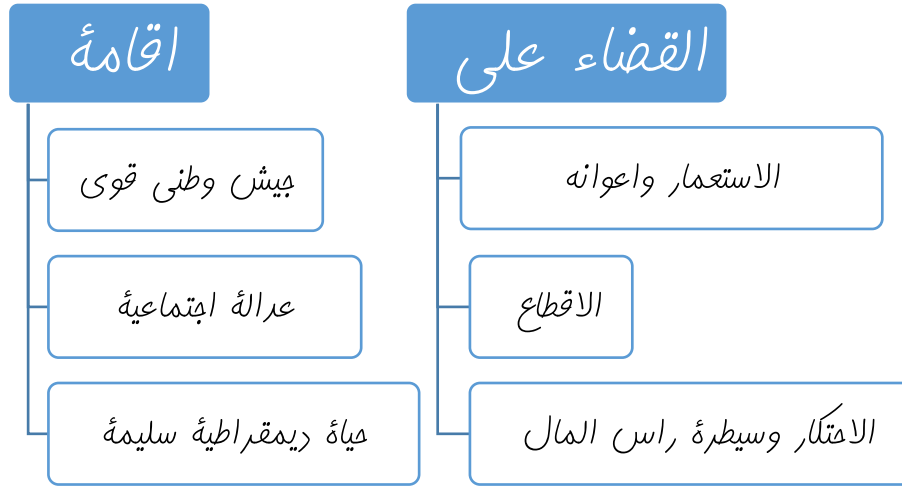 القضاء على
الاستعمار واعوانه
الاقطاع
الاحتكار وسيطرة راس المال
اقامة
جيش وطنى قوى
عدالة اجتماعية
حياة ديمقراطية سليمة